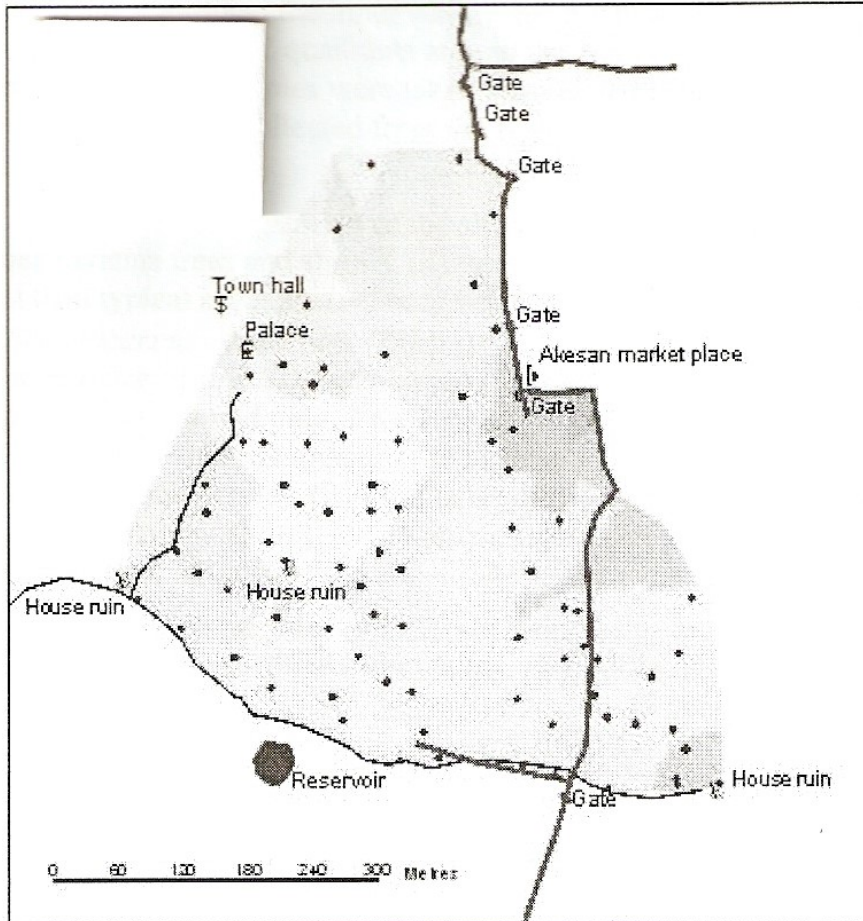 Gate
Gate
Gate
Town hall
Gate
Palace
Akesan market place
Gate
House ruin
House ruin
Reservoir
House ruin
Gate
0 60 120 180 240 300 Metres